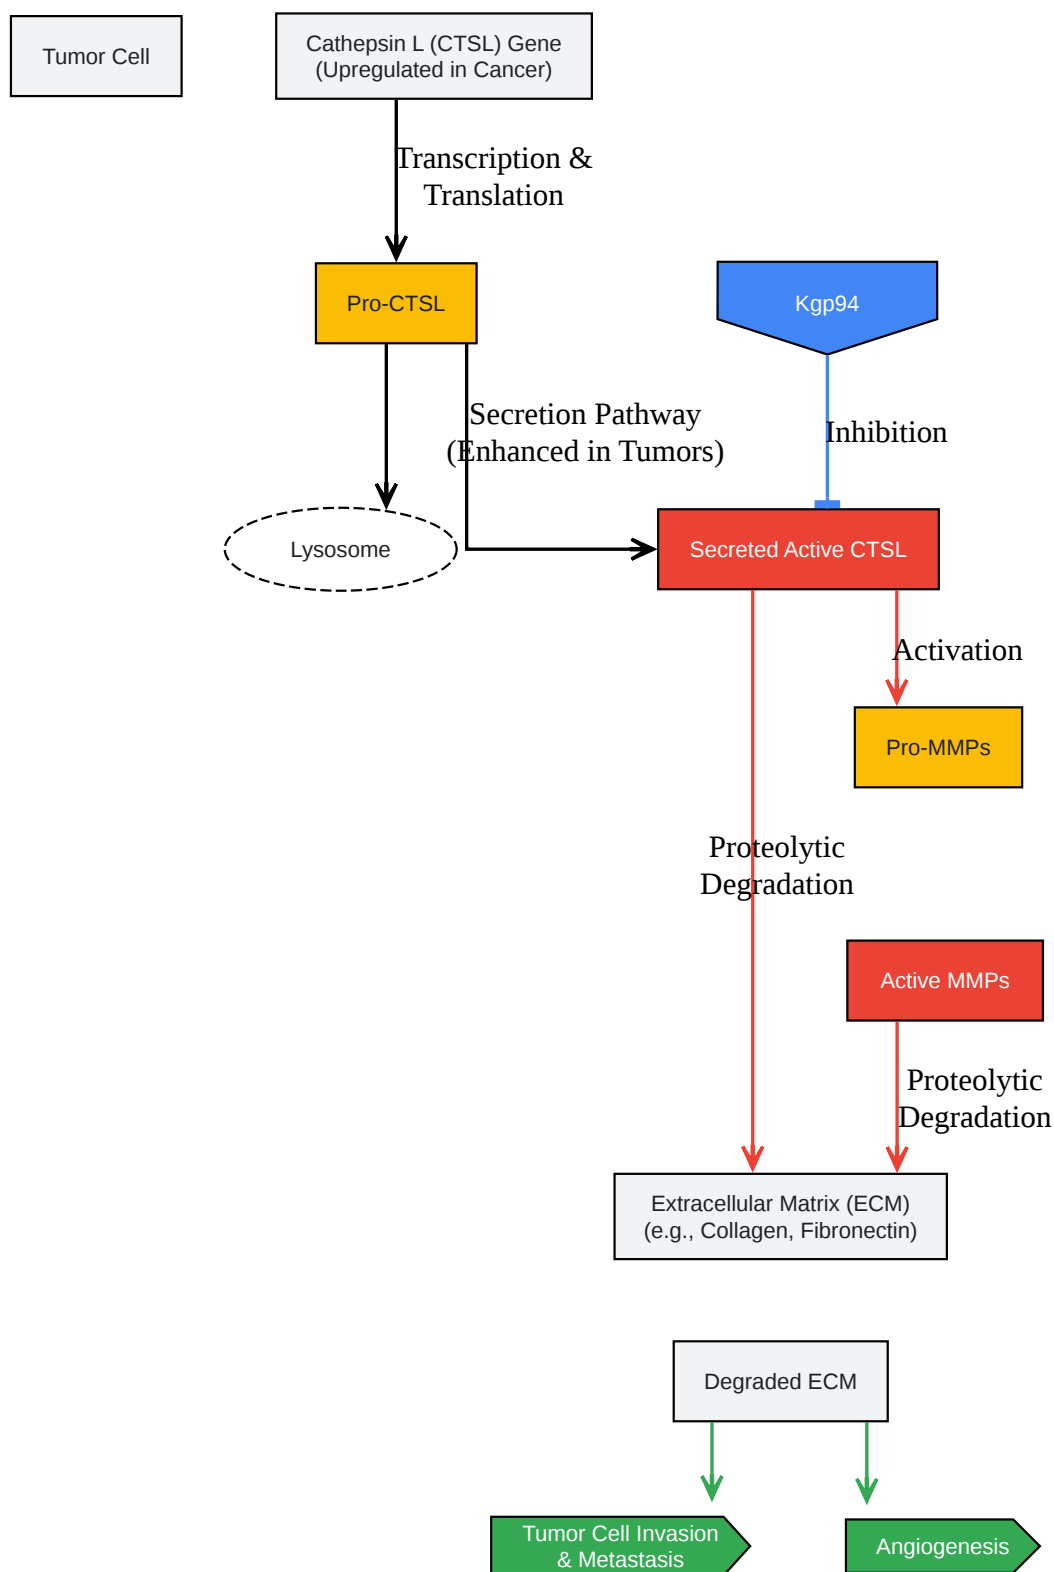 Tumor Cell
Cathepsin L (CTSL) Gene
(Upregulated in Cancer)
Transcription &
Translation
Pro-CTSL
Kgp94
Secretion Pathway
(Enhanced in Tumors)
Inhibition
Lysosome
Secreted Active CTSL
Activation
Pro-MMPs
Proteolytic
Degradation
Active MMPs
Proteolytic
Degradation
Extracellular Matrix (ECM)
(e.g., Collagen, Fibronectin)
Degraded ECM
Tumor Cell Invasion
& Metastasis
Angiogenesis